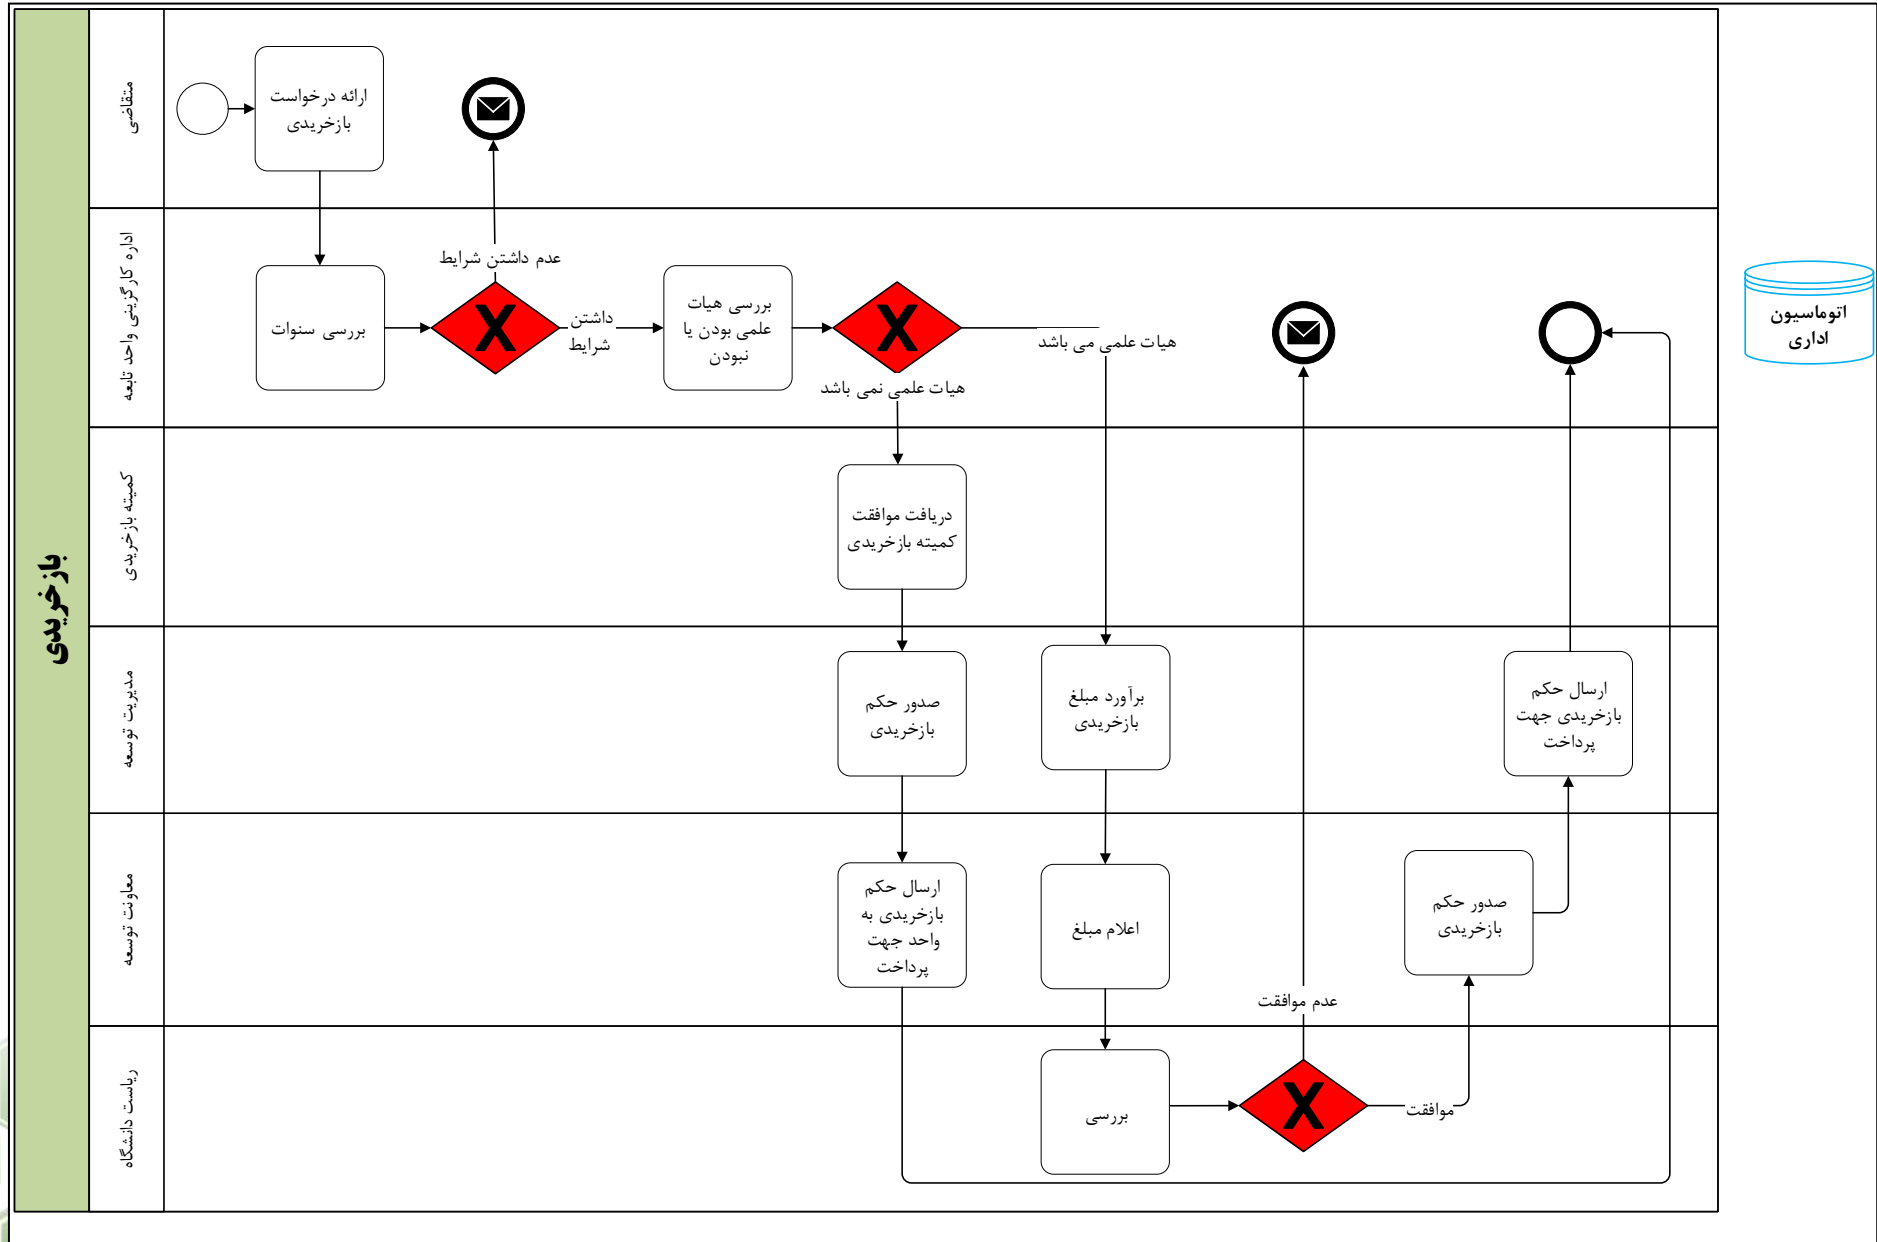 بازخریدی
متقاضی
ارائه درخواست
بازخریدی
اداره کارگزینی واحد تابعه
بررسی سنوات
عدم داشتن شرایط
داشتن
شرایط
بررسی هیات
علمی بودن یا
نبودن
هیات علمی می باشد
هیات علمی نمی باشد
اتوماسیون
اداری
کمیته بازخریدی
دریافت موافقت
کمیته بازخریدی
مدیریت توسعه
صدور حکم
بازخریدی
برآورد مبلغ
بازخریدی
ارسال حکم
بازخریدی جهت
پرداخت
معاونت توسعه
ارسال حکم
بازخریدی به
واحد جهت
پرداخت
اعلام مبلغ
صدور حکم
بازخریدی
عدم موافقت
ریاست دانشگاه
بررسی
موافقت